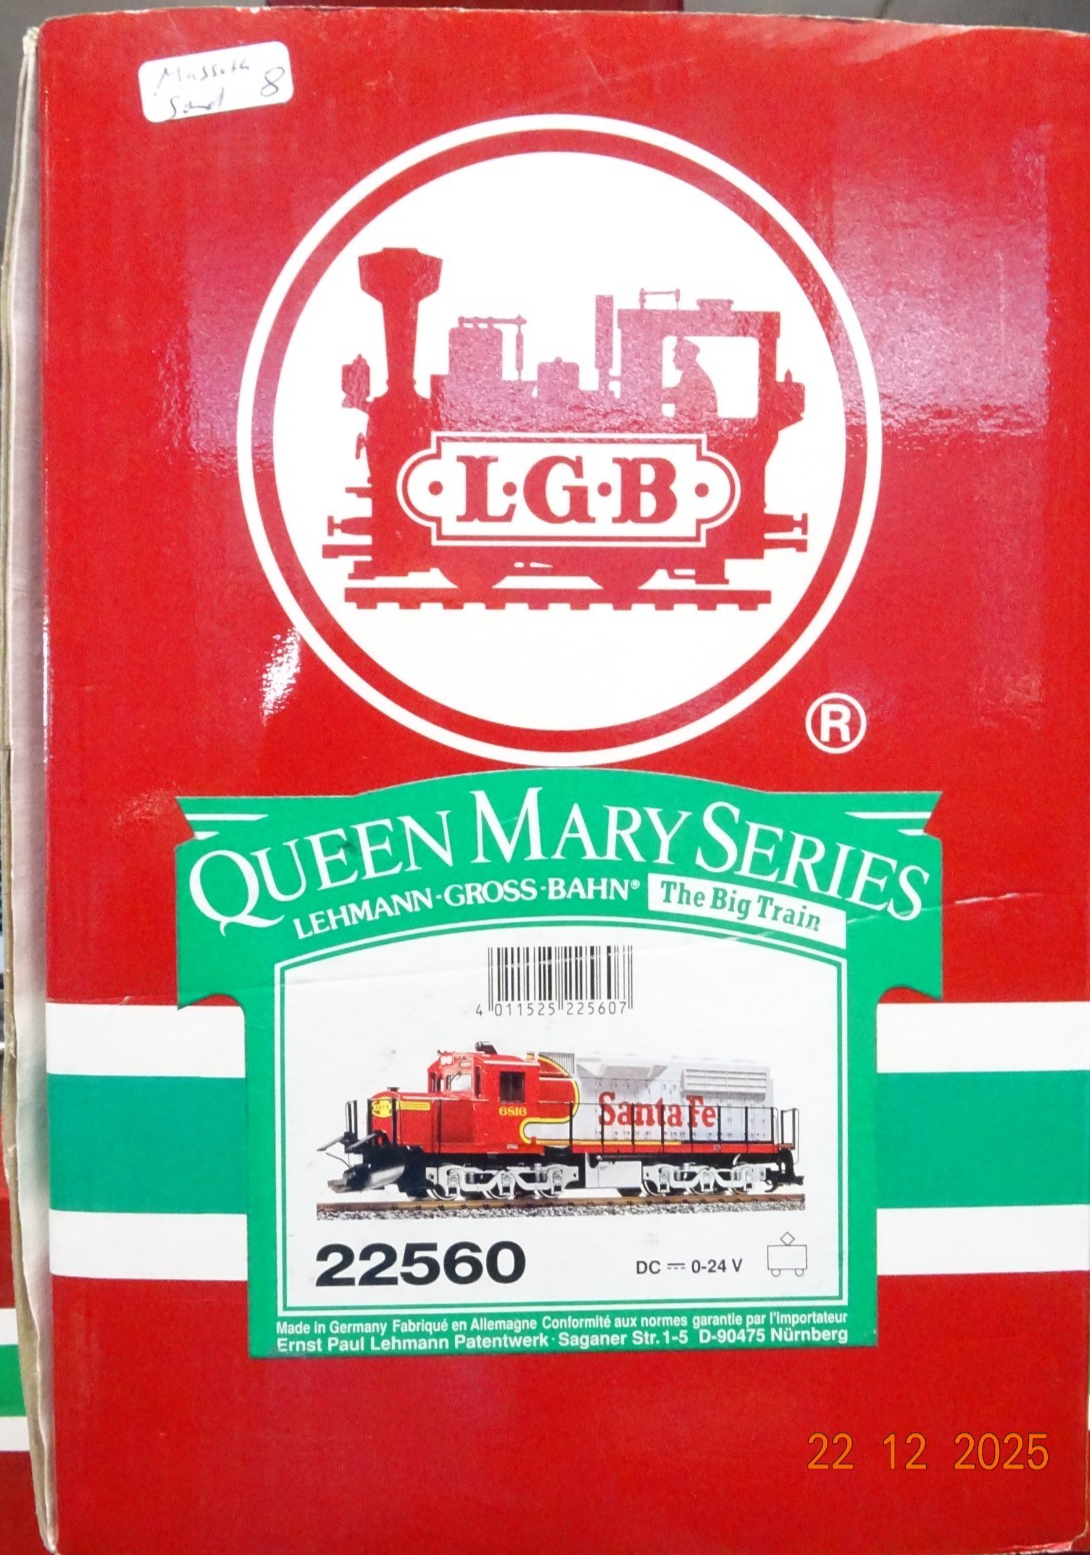 Massoth
Sound 8
L·G·B
®
QUEEN MARY SERIES
LEHMANN-GROSS-BAHN® The Big Train
4 011525 225607
6816
Santa Fe
22560
DC 0-24 V
Made in Germany Fabriqué en Allemagne Conformité aux normes garantie par l'importateur
Ernst Paul Lehmann Patentwerk · Saganer Str. 1-5 D-90475 Nürnberg
22 12 2025